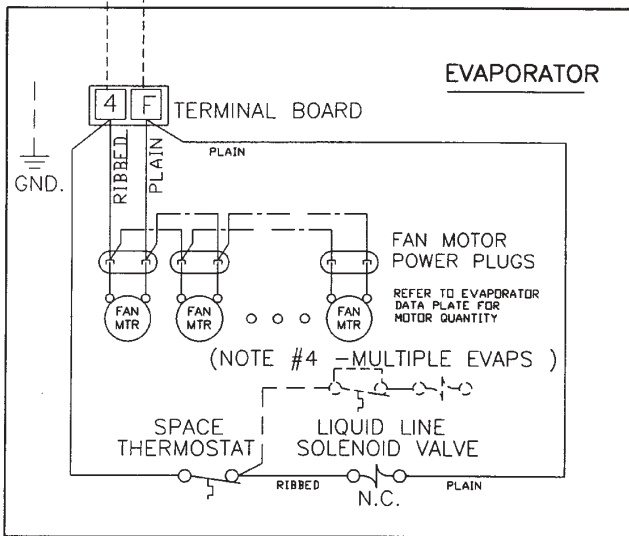 EVAPORATOR
4 F TERMINAL BOARD
RIBBED
PLAIN
PLAIN
GND.
FAN MOTOR
POWER PLUGS
REFER TO EVAPORATOR
DATA PLATE FOR
MOTOR QUANTITY
FAN
MTR
FAN
MTR
FAN
MTR
(NOTE #4 -MULTIPLE EVAPS )
SPACE
THERMOSTAT
LIQUID LINE
SOLENOID VALVE
RIBBED
N.C.
PLAIN